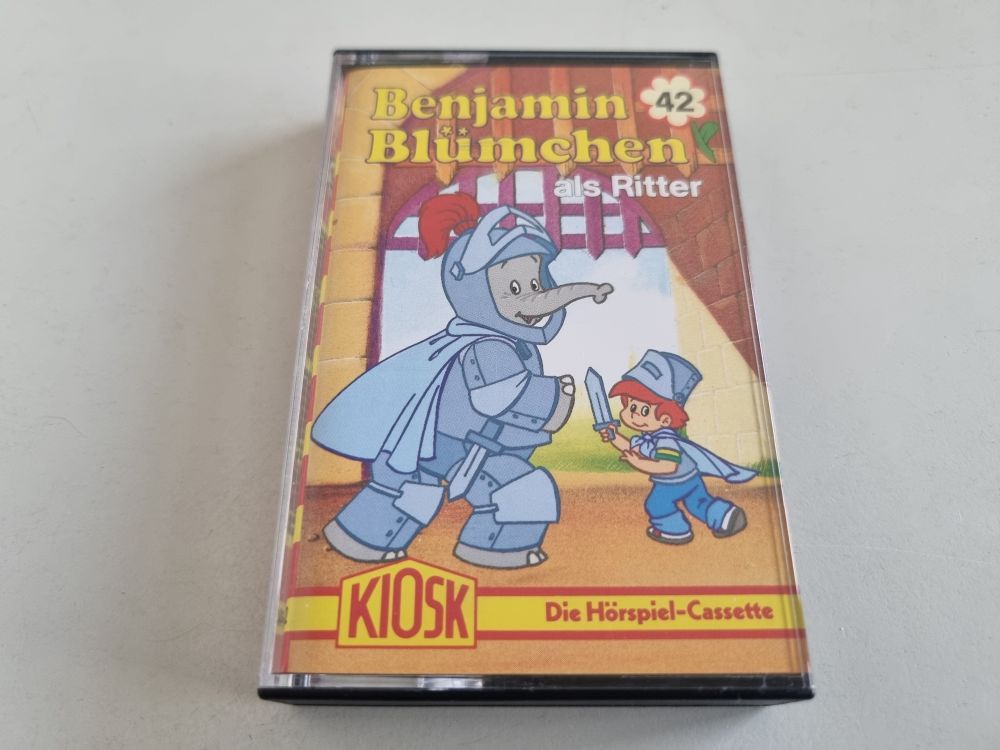 Benjamin
42
Blümchen
als Ritter
KIOSK
Die Hörspiel-Cassette